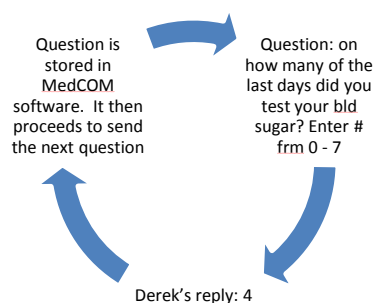 Question is
stored in
MedCOM
software.  It then
proceeds to send
the next question
Question: on
how many of the
last days did you
test your bld
sugar? Enter #
frm 0 - 7
Derek's reply: 4